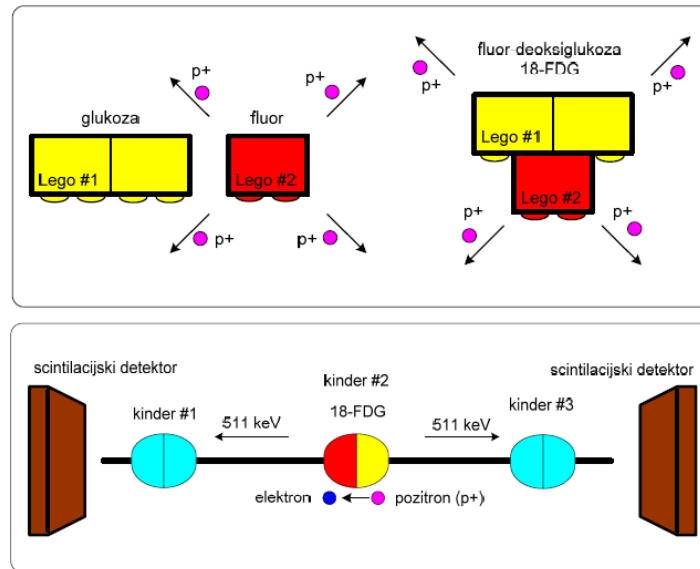 p+
p+
fluor-deoksiglukoza
18-FDG
p+
p+
glukoza
fluor
Lego #1
Lego #2
Lego #1
Lego #2
p+
p+
p+
p+
scintilacijski detektor
scintilacijski detektor
kinder #2
kinder #1
18-FDG
kinder #3
511 keV
511 keV
elektron
pozitron (p+)